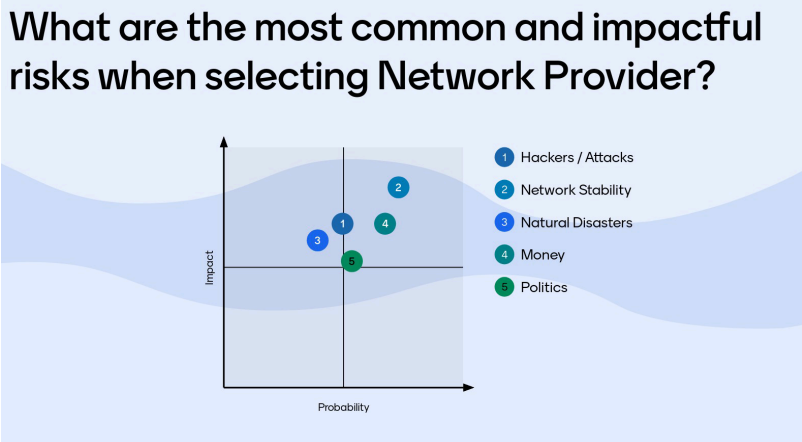 What are the most common and impactful
risks when selecting Network Provider?
1 Hackers / Attacks
2 Network Stability
3 Natural Disasters
4 Money
5 Politics
2
1
4
3
5
Impact
Probability